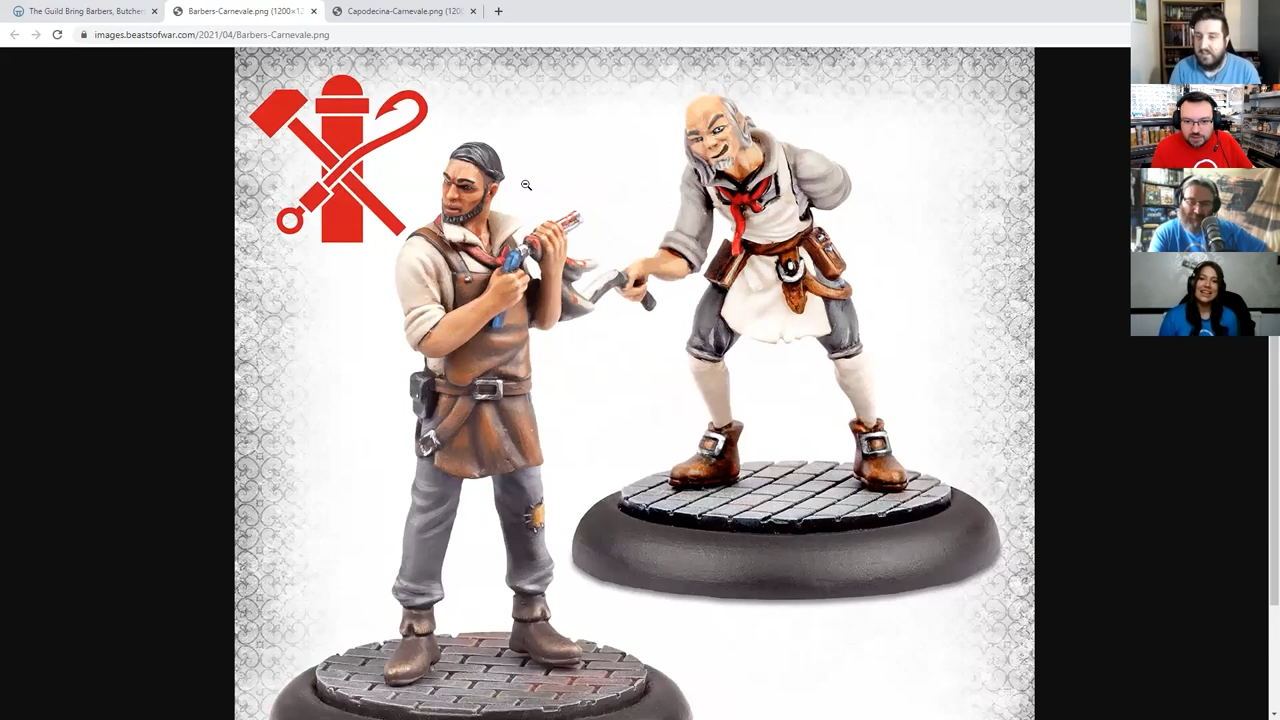 The Guild Bring Barbers, Butcher
Barbers-Carnevale.png (1200×12
Capodecina-Carnevale.png (120
images.beastsofwar.com/2021/04/Barbers-Carnevale.png